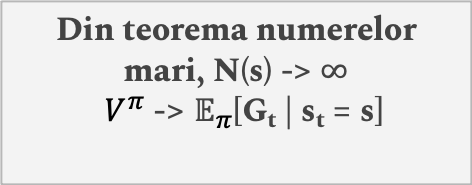 Din teorema numerelor
mari, N(s) -> ∞
V^π -> 𝔼_π[G_t | s_t = s]